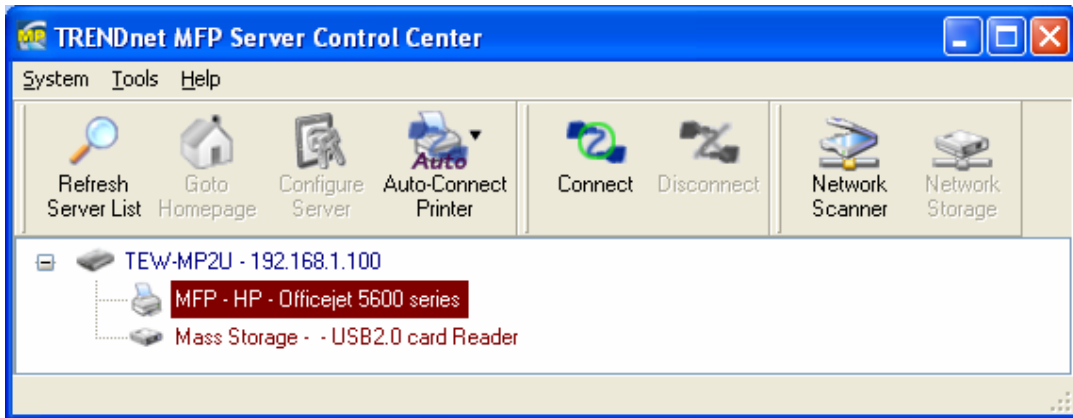 TRENDnet MFP Server Control Center
System Tools Help
Refresh Server List
Goto Homepage
Configure Server
Auto
Auto-Connect Printer
Connect
Disconnect
Network Scanner
Network Storage
TEW-MP2U - 192.168.1.100
MFP - HP - Officejet 5600 series
Mass Storage - - USB2.0 card Reader